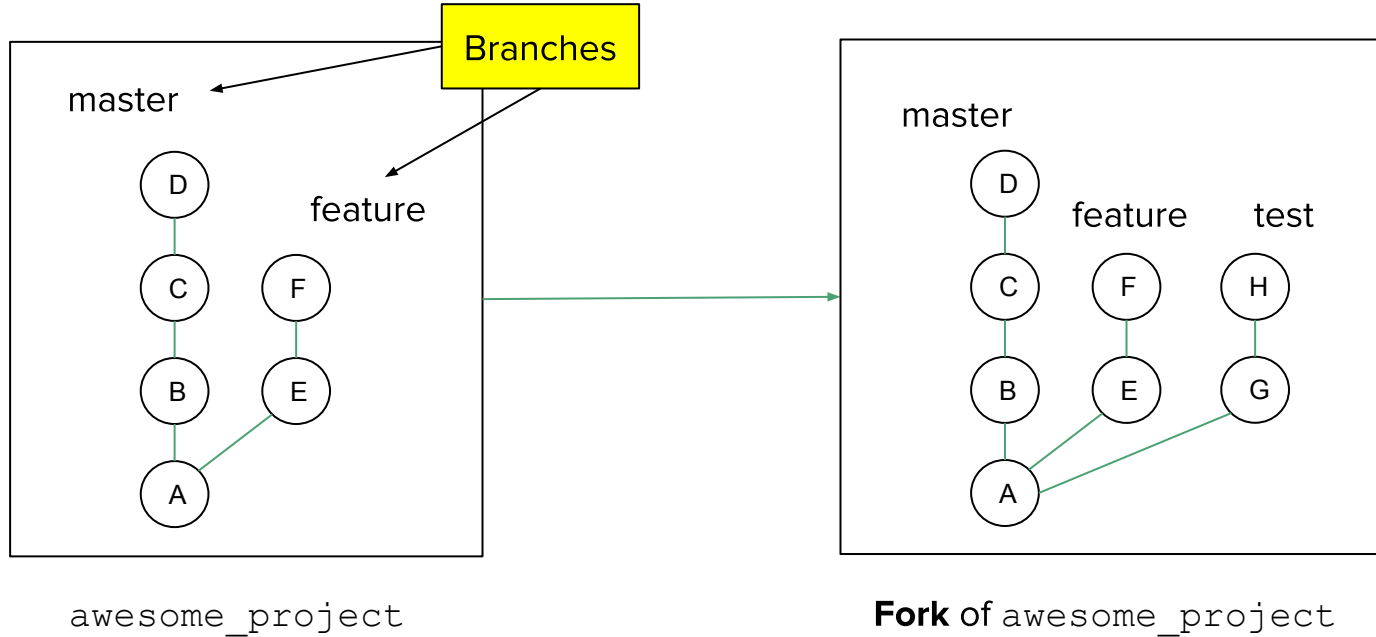 Branches
master
feature
D
C
F
B
E
A
awesome_project
master
feature
test
D
C
F
H
B
E
G
A
Fork of awesome_project